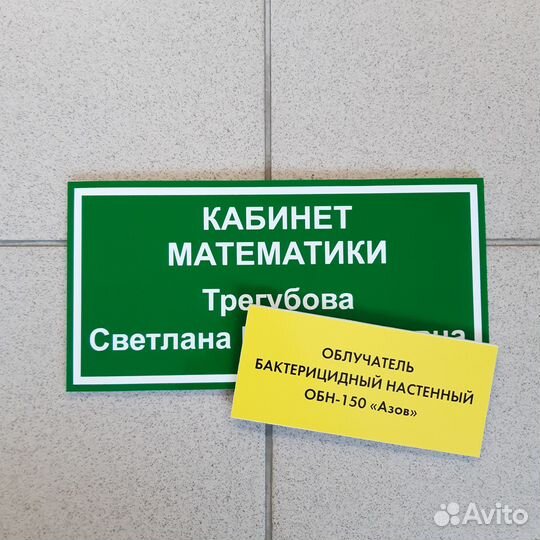 КАБИНЕТ
МАТЕМАТИКИ
Трегубова
Светлана
ОБЛУЧАТЕЛЬ
БАКТЕРИЦИДНЫЙ НАСТЕННЫЙ
ОБН-150 «Азов»
Avito